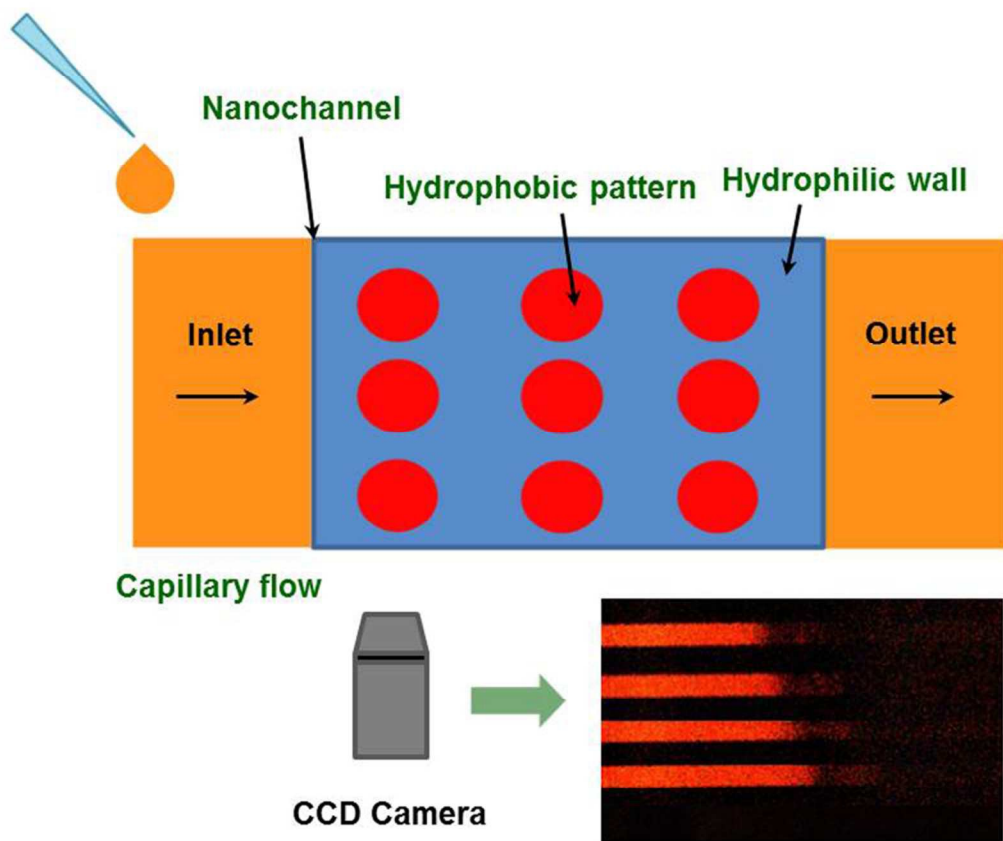 Nanochannel
Hydrophobic pattern
Hydrophilic wall
Inlet
Outlet
Capillary flow
CCD Camera